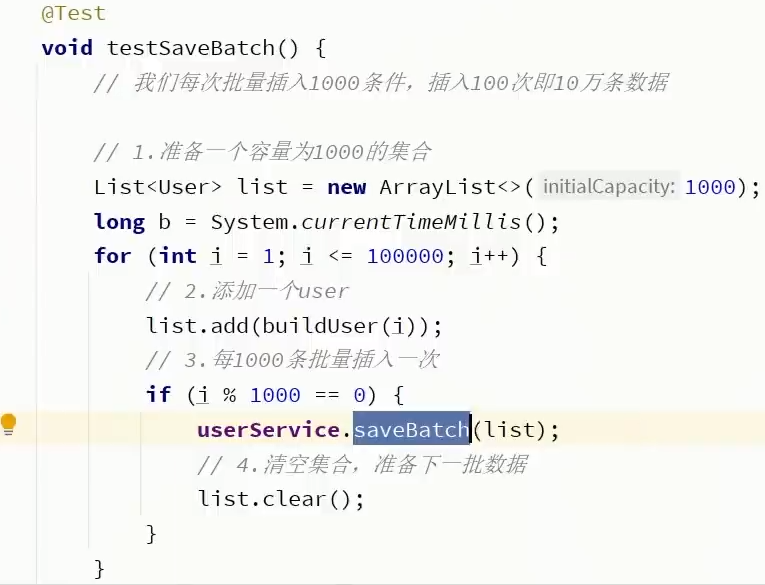 @Test
void testSaveBatch() {
// 我们每次批量插入1000条件，插入100次即10万条数据
// 1.准备一个容量为1000的集合
List<User> list = new ArrayList<>( initialCapacity: 1000);
long b = System.currentTimeMillis();
for (int i = 1; i <= 100000; i++) {
// 2.添加一个user
list.add(buildUser(i));
// 3.每1000条批量插入一次
if (i % 1000 == 0) {
userService.saveBatch(list);
// 4.清空集合，准备下一批数据
list.clear();
}
}